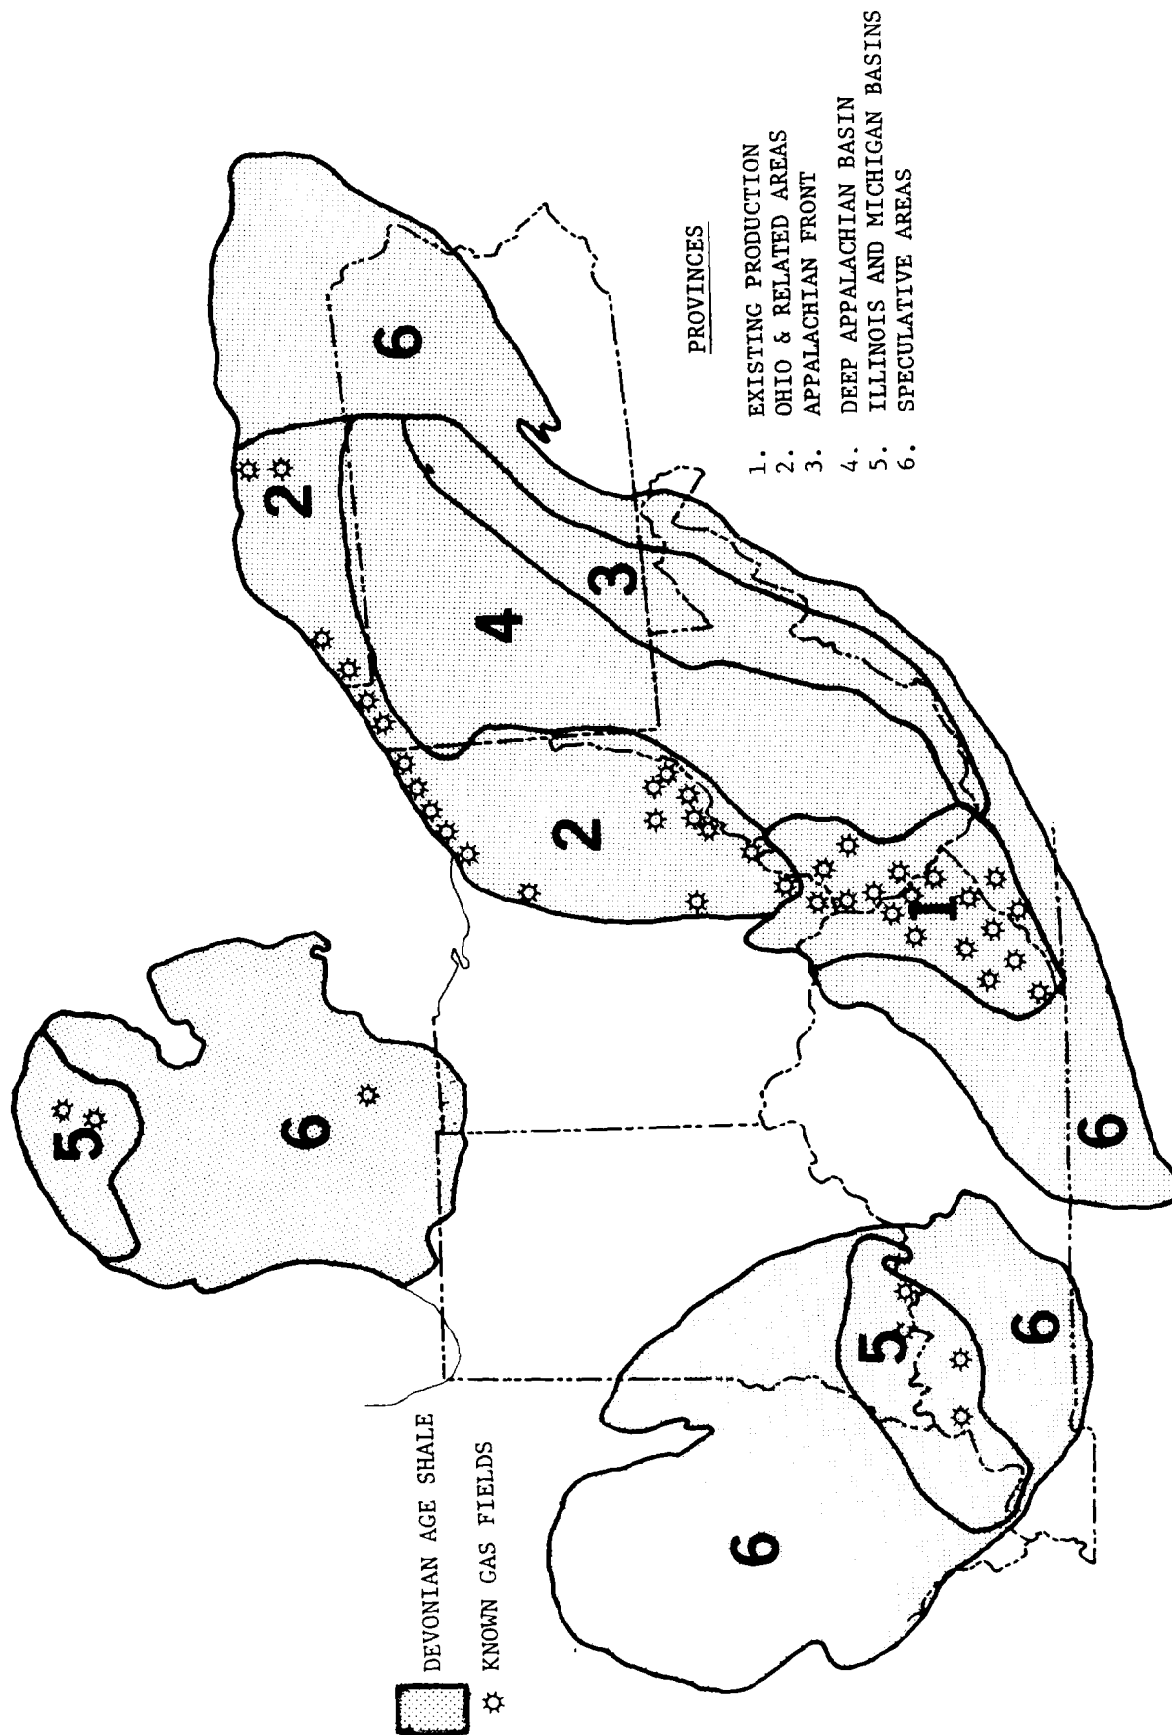 DEVONIAN AGE SHALE
KNOWN GAS FIELDS
5
6
6
5
6
6
2
2
4
3
6
1
PROVINCES
1. EXISTING PRODUCTION
2. OHIO & RELATED AREAS
3. APPALACHIAN FRONT
4. DEEP APPALACHIAN BASIN
5. ILLINOIS AND MICHIGAN BASINS
6. SPECULATIVE AREAS